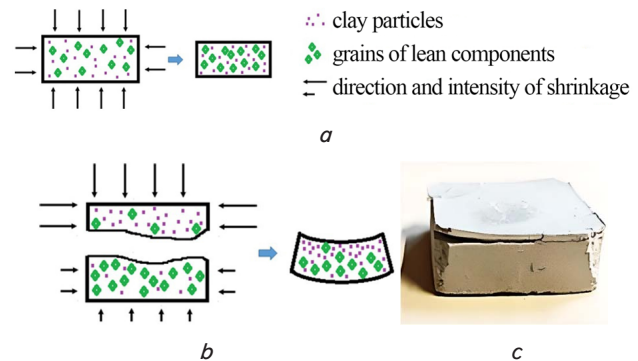 clay particles
grains of lean components
direction and intensity of shrinkage
a
b
c